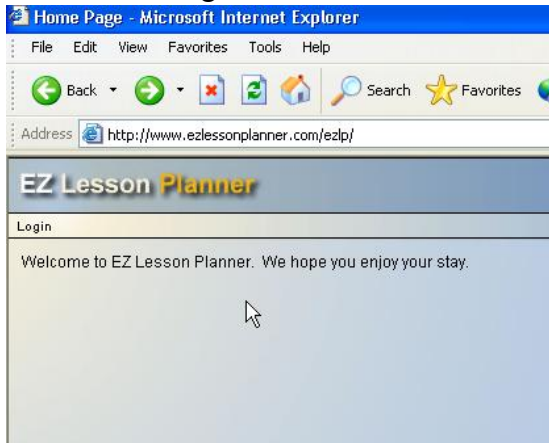 Home Page - Microsoft Internet Explorer
File Edit View Favorites Tools Help
Back Search Favorites
Address http://www.ezlessonplanner.com/ezlp/
EZ Lesson Planner
Login
Welcome to EZ Lesson Planner. We hope you enjoy your stay.